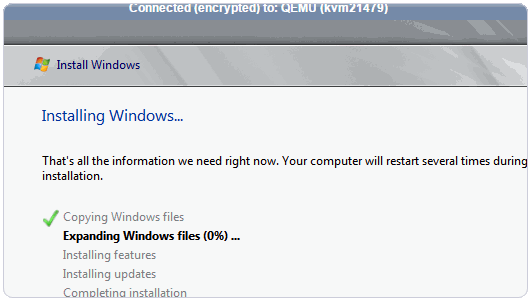 Connected (encrypted) to: QEMU (kvm21479)
Install Windows
Installing Windows...
That's all the information we need right now. Your computer will restart several times during
installation.
Copying Windows files
Expanding Windows files (0%) ...
Installing features
Installing updates
Completing installation